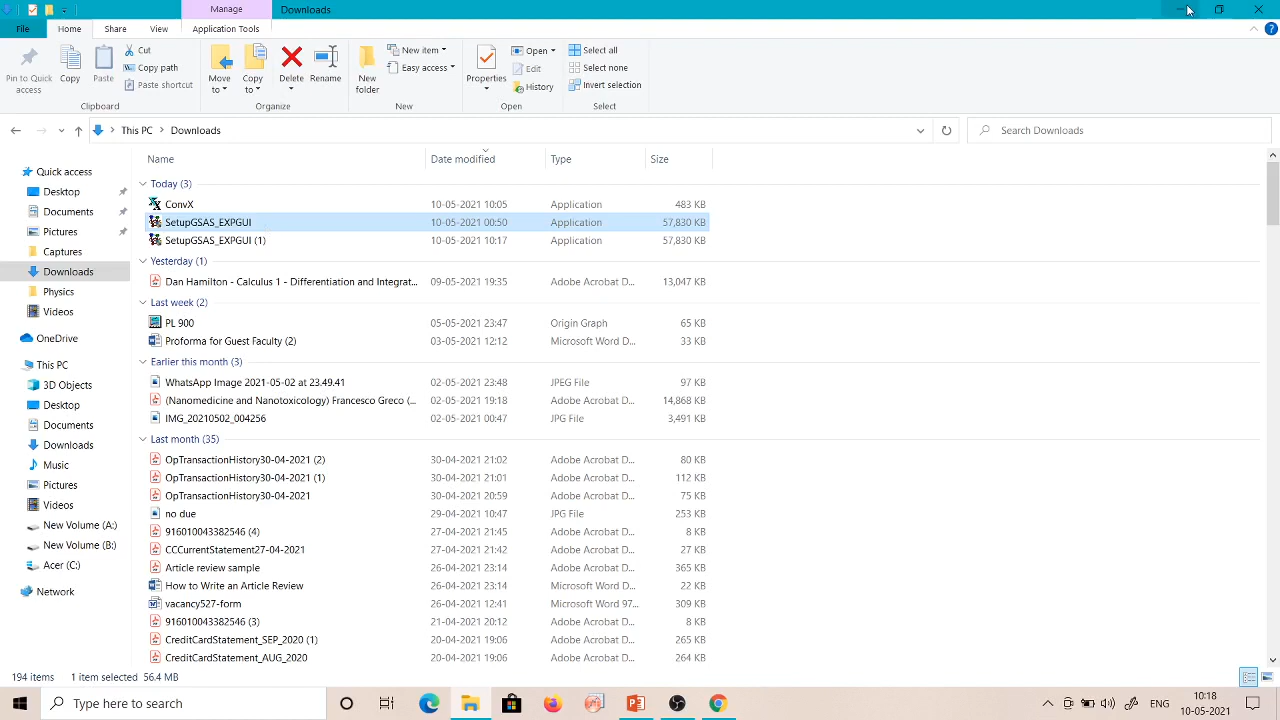 Manage Downloads
File Home Share View Application Tools
Pin to Quick access
Copy
Paste
Cut
Copy path
Paste shortcut
Clipboard
Move to
Copy to
Delete
Rename
Organize
New folder
New item
Easy access
New
Properties
Open
Edit
History
Open
Select all
Select none
Invert selection
Select
This PC Downloads
Search Downloads
Quick access
Desktop
Documents
Pictures
Captures
Downloads
Physics
Videos
OneDrive
This PC
3D Objects
Desktop
Documents
Downloads
Music
Pictures
Videos
New Volume (A:)
New Volume (B:)
Acer (C:)
Network
Name Date modified Type Size
Today (3)
ConvX 10-05-2021 10:05 Application 483 KB
SetupGSAS_EXPGUI 10-05-2021 00:50 Application 57,830 KB
SetupGSAS_EXPGUI (1) 10-05-2021 10:17 Application 57,830 KB
Yesterday (1)
Dan Hamilton - Calculus 1 - Differentiation and Integrat... 09-05-2021 19:35 Adobe Acrobat D... 13,047 KB
Last week (2)
PL 900 05-05-2021 23:47 Origin Graph 65 KB
Proforma for Guest Faculty (2) 03-05-2021 12:12 Microsoft Word D... 33 KB
Earlier this month (3)
WhatsApp Image 2021-05-02 at 23.49.41 02-05-2021 23:48 JPEG File 97 KB
(Nanomedicine and Nanotoxicology) Francesco Greco (... 02-05-2021 19:18 Adobe Acrobat D... 14,868 KB
IMG_20210502_004256 02-05-2021 00:47 JPG File 3,491 KB
Last month (35)
OpTransactionHistory30-04-2021 (2) 30-04-2021 21:02 Adobe Acrobat D... 80 KB
OpTransactionHistory30-04-2021 (1) 30-04-2021 21:01 Adobe Acrobat D... 112 KB
OpTransactionHistory30-04-2021 30-04-2021 20:59 Adobe Acrobat D... 75 KB
no due 29-04-2021 10:47 JPG File 253 KB
916010043382546 (4) 27-04-2021 21:45 Adobe Acrobat D... 8 KB
CCCurrentStatement27-04-2021 27-04-2021 21:42 Adobe Acrobat D... 27 KB
Article review sample 26-04-2021 23:14 Adobe Acrobat D... 365 KB
How to Write an Article Review 26-04-2021 23:14 Microsoft Word D... 22 KB
vacancy527-form 26-04-2021 12:41 Microsoft Word 97... 309 KB
916010043382546 (3) 21-04-2021 20:12 Adobe Acrobat D... 8 KB
CreditCardStatement_SEP_2020 (1) 20-04-2021 19:06 Adobe Acrobat D... 265 KB
CreditCardStatement_AUG_2020 20-04-2021 19:06 Adobe Acrobat D... 264 KB
194 items 1 item selected 56.4 MB
Type here to search
ENG
10:18
10-05-2021